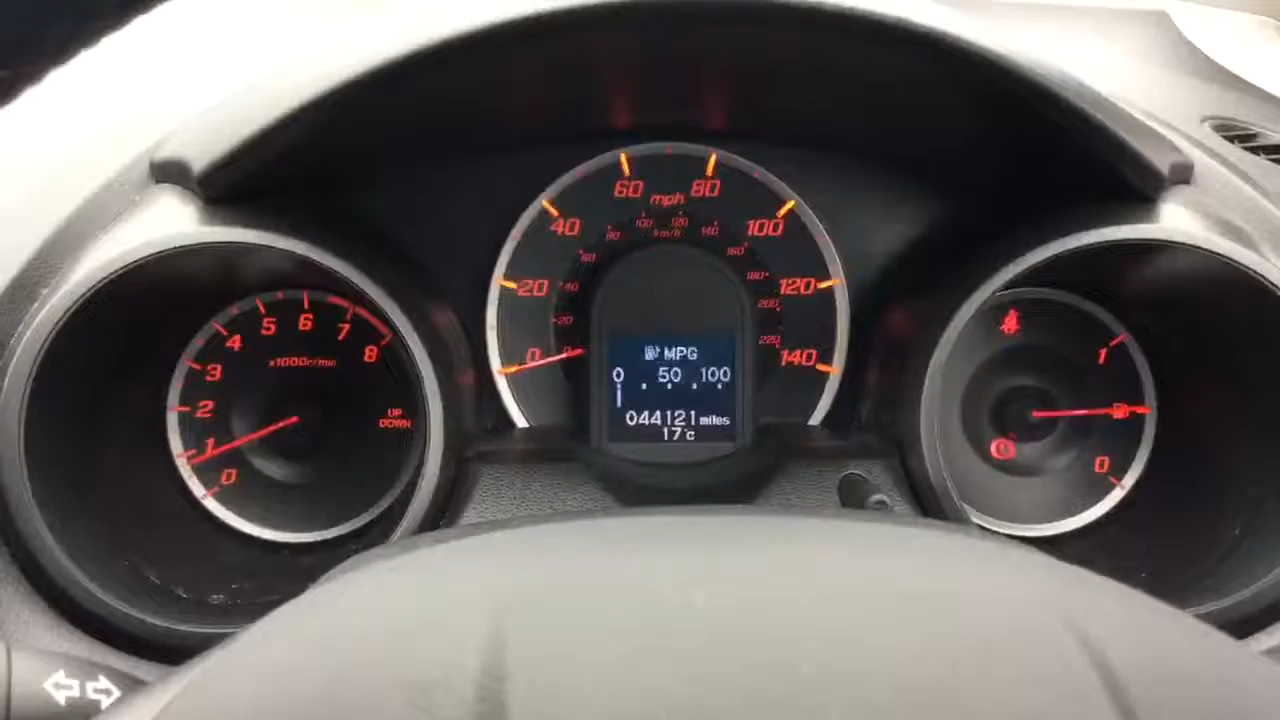 60 80
mph
40 100
80 100 120 140
km/h
60 160
20 40 180 120
20 200
0 0 220 140
MPG
0 50 100
044121 miles
17°c
5 6 7
4 8
3 x1000r/min
2
1
0
UP
DOWN
1
0